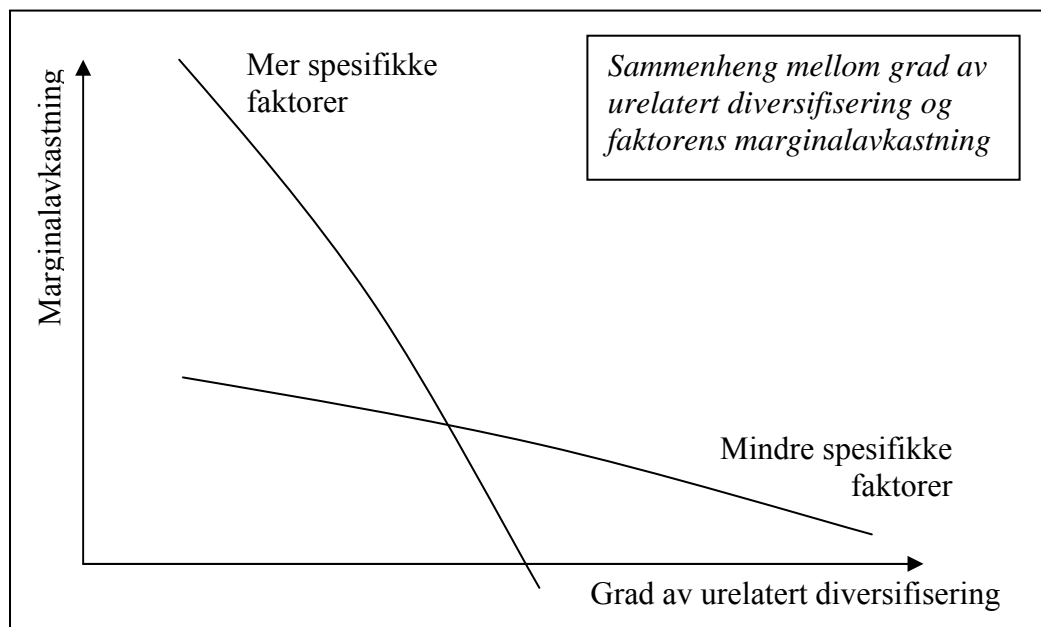 Mer spesifikke
faktorer
Sammenheng mellom grad av
urelatert diversifisering og
faktorens marginalavkastning
Marginalavkastning
Mindre spesifikke
faktorer
Grad av urelatert diversifisering